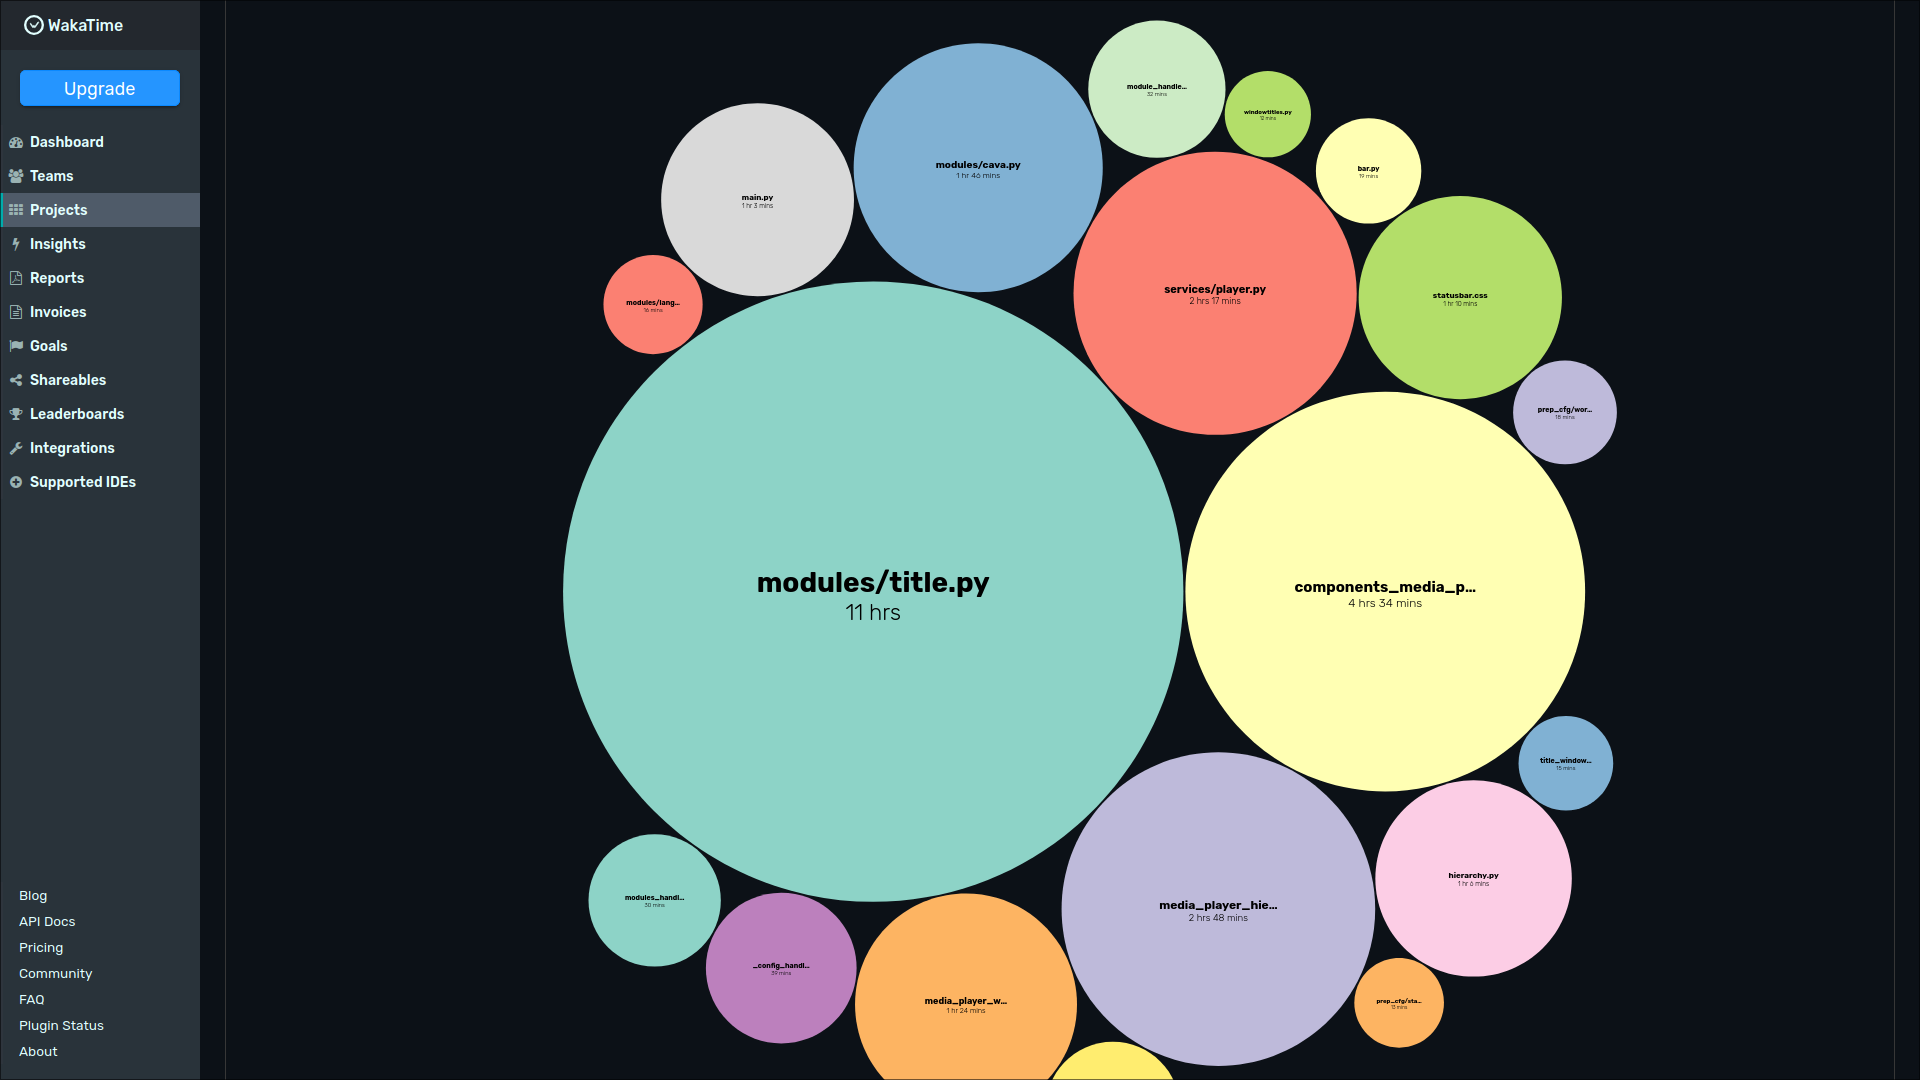 WakaTime
Upgrade
Dashboard
Teams
Projects
Insights
Reports
Invoices
Goals
Shareables
Leaderboards
Integrations
Supported IDEs
Blog
API Docs
Pricing
Community
FAQ
Plugin Status
About
module_handle...
32 mins
windowtitles.py
12 mins
modules/cava.py
1 hr 46 mins
bar.py
19 mins
main.py
1 hr 3 mins
services/player.py
2 hrs 17 mins
statusbar.css
1 hr 10 mins
modules/lang...
16 mins
prep_cfg/wor...
18 mins
modules/title.py
11 hrs
components_media_p...
4 hrs 34 mins
title_window...
15 mins
hierarchy.py
1 hr 6 mins
modules_handl...
30 mins
media_player_hie...
2 hrs 48 mins
_config_handl...
39 mins
media_player_w...
1 hr 24 mins
prep_cfg/sta...
13 mins